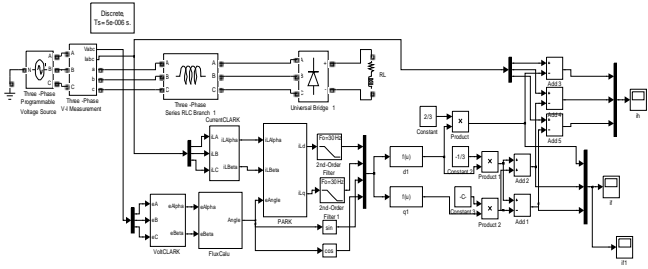 Discrete,
Ts = 5e-006 s.
Vabc
Iabc
A
B
C
a
b
c
N
A
B
C
Three -Phase
Programmable
Voltage Source
Three -Phase
V-I Measurement
A
B
C
A
B
C
Three -Phase
Series RLC Branch 1
A
B
C
+
-
Universal Bridge 1
RL
CurrentCLARK
iLA
iLB
iLC
iLAlpha
iLBeta
iLAlpha
iLBeta
eAngle
iLd
iLq
PARK
Fo=30Hz
2nd-Order
Filter
Fo=30Hz
2nd-Order
Filter 1
eA
eB
eC
eAlpha
eBeta
VoltCLARK
eAlpha
eBeta
Angle
FluxCalu
sin
cos
f(u)
d1
f(u)
q1
2/3
Constant
-1/3
Constant 2
-C-
Constant 3
×
Product
×
Product 1
×
Product 2
Add 2
Add 1
Add 3
Add 4
Add 5
ih
if
if1